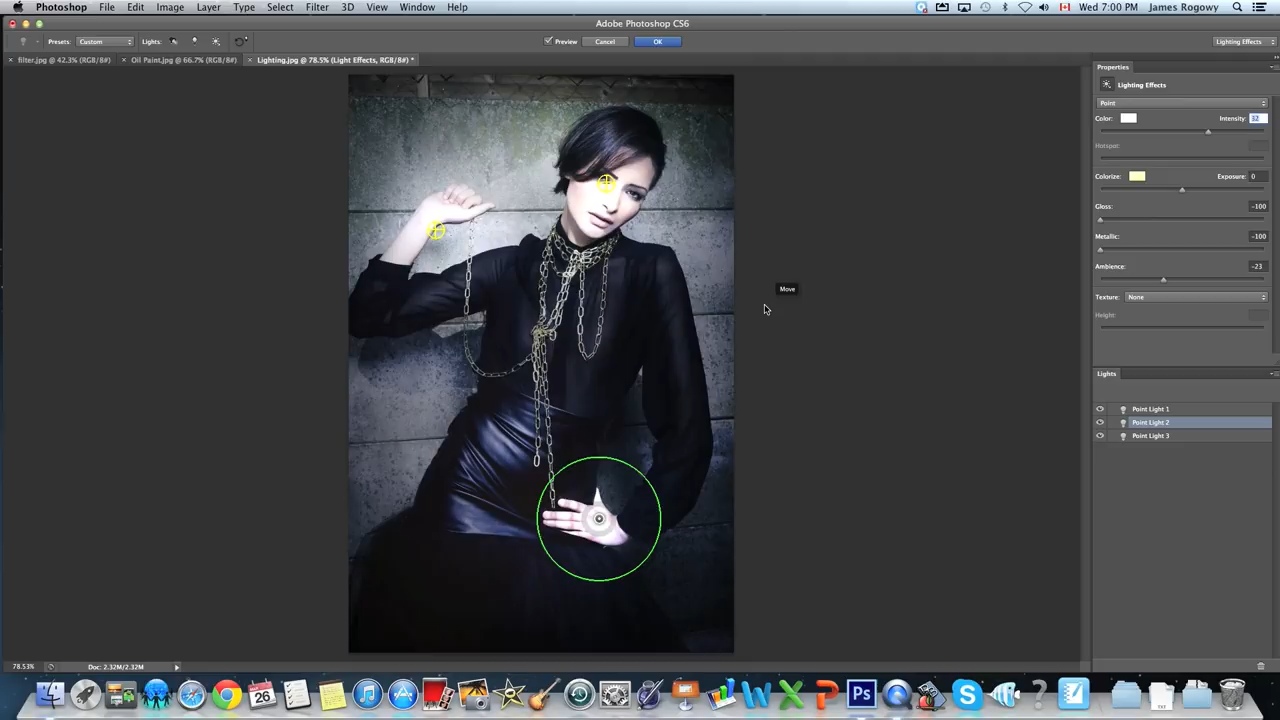 Photoshop File Edit Image Layer Type Select Filter 3D View Window Help Wed 7:00 PM James Rogowy
Adobe Photoshop CS6
Presets: Custom Lights: Preview Cancel OK Lighting Effects
× filter.jpg @ 42.3% (RGB/8#) × Oil Paint.jpg @ 66.7% (RGB/8#) × Lighting.jpg @ 78.5% (Light Effects, RGB/8#) *
Properties
Lighting Effects
Point
Color: Intensity: 32
Hotspot:
Colorize: Exposure: 0
Gloss: -100
Metallic: -100
Ambience: -23
Texture: None
Height:
Move
Lights
Point Light 1
Point Light 2
Point Light 3
78.53% Doc: 2.32M/2.32M
26
Ps
TXT